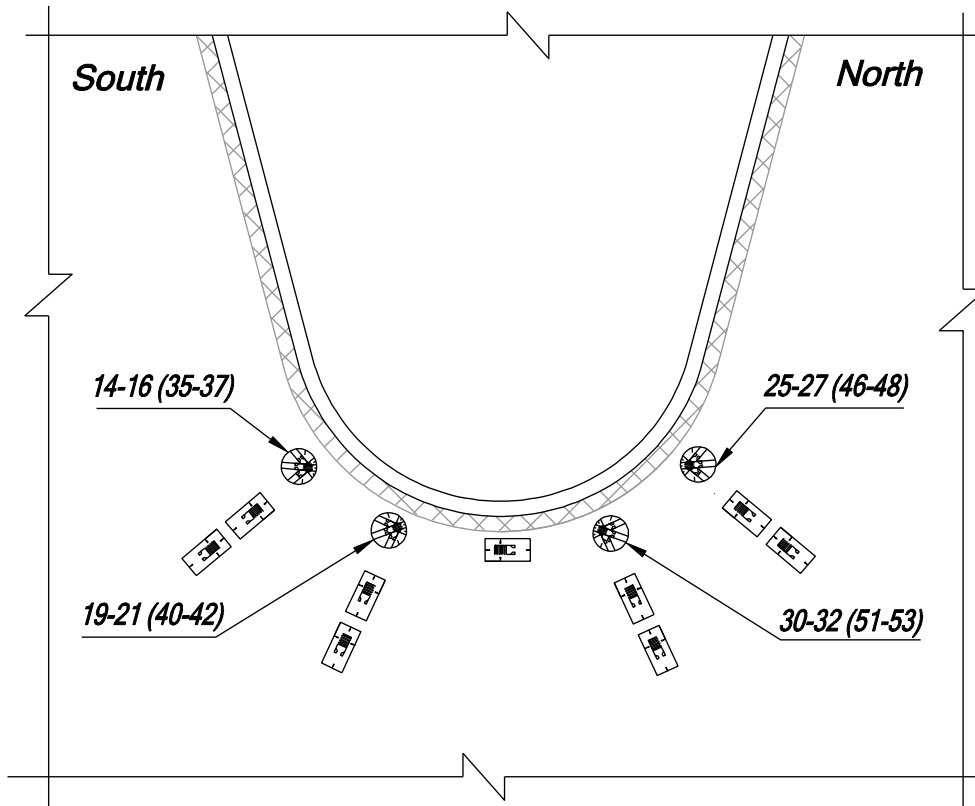 South
North
14-16 (35-37)
25-27 (46-48)
19-21 (40-42)
30-32 (51-53)